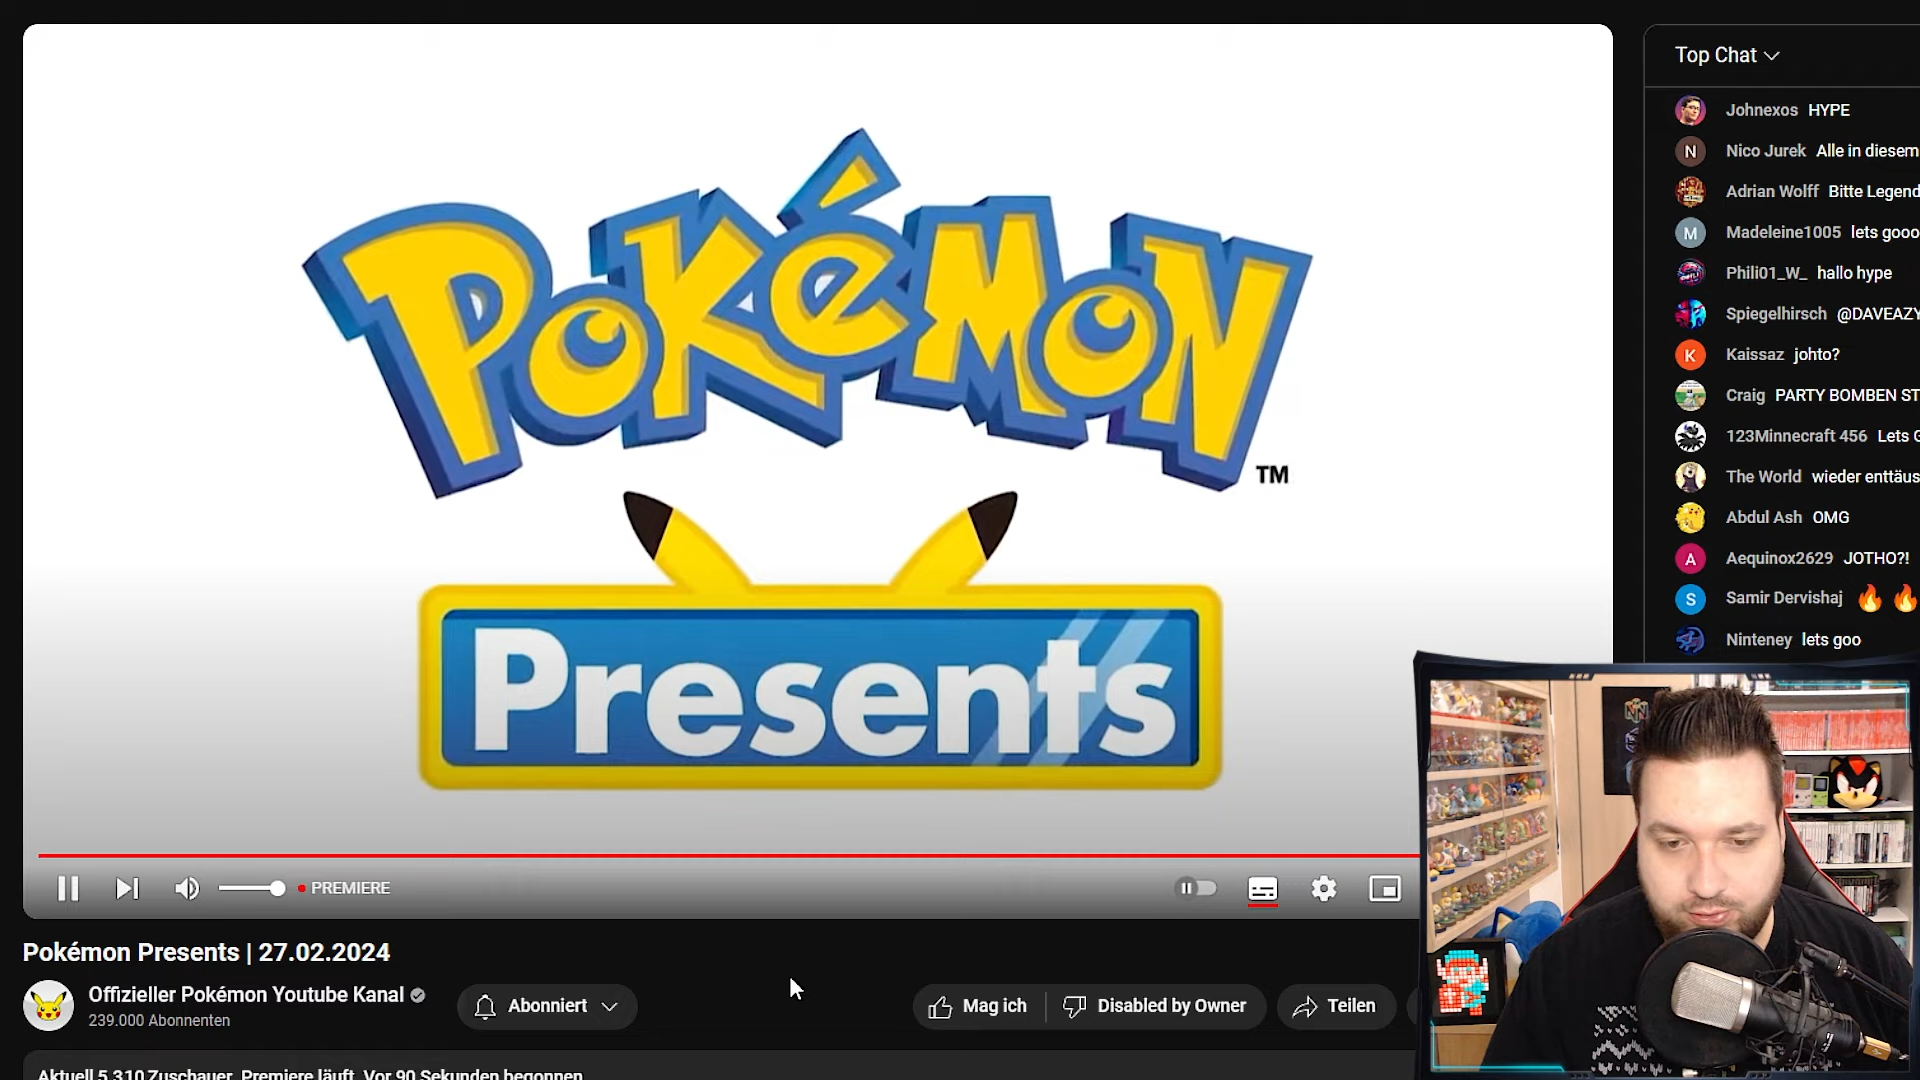 POKéMON
TM
Presents
PREMIERE
Pokémon Presents | 27.02.2024
Offizieller Pokémon Youtube Kanal
239.000 Abonnenten
Abonniert
Mag ich
Disabled by Owner
Teilen
Aktuell 5.310 Zuschauer Premiere läuft. Vor 90 Sekunden begonnen
Top Chat
Johnexos HYPE
N
Nico Jurek Alle in diesem
Adrian Wolff Bitte Legend
M
Madeleine1005 lets gooo
Phili01_W_ hallo hype
Spiegelhirsch @DAVEAZY
K
Kaissaz johto?
Craig PARTY BOMBEN ST
123Minnecraft 456 Lets G
The World wieder enttäus
Abdul Ash OMG
A
Aequinox2629 JOTHO?!
S
Samir Dervishaj 🔥 🔥
Ninteney lets goo